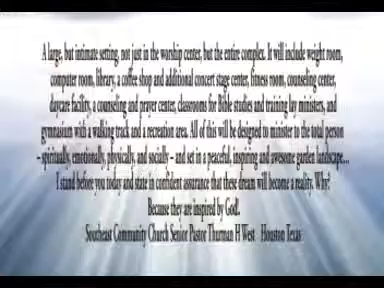 A large, but intimate setting, not just in the worship center, but the entire complex. It will include weight room,
computer room, library, a coffee shop and additional concert stage center, fitness room, counseling center,
daycare facility, a counseling and prayer center, classrooms for Bible studies and training lay ministers, and
gymnasium with a walking track and a recreation area. All of this will be designed to minister to the total person
– spiritually, emotionally, physically, and socially – and set in a peaceful, inspiring and awesome garden landscape...
I stand before you today and state in confident assurance that these dream will become a reality. Why?
Because they are inspired by God!.
Southeast Community Church Senior Pastor Thurman H West Houston Texas